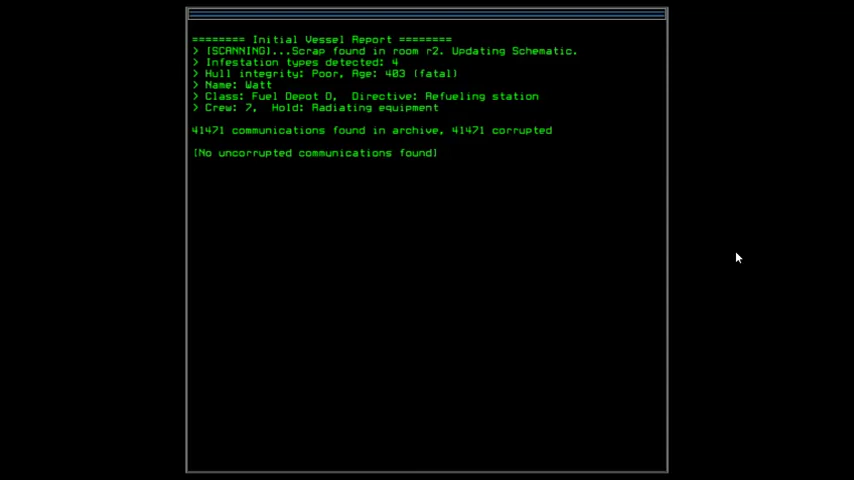 ======== Initial Vessel Report ========
> [SCANNING]...Scrap found in room r2. Updating Schematic.
> Infestation types detected: 4
> Hull integrity: Poor, Age: 403 (fatal)
> Name: Watt
> Class: Fuel Depot D,  Directive: Refueling station
> Crew: 7,  Hold: Radiating equipment
41471 communications found in archive, 41471 corrupted
[No uncorrupted communications found]